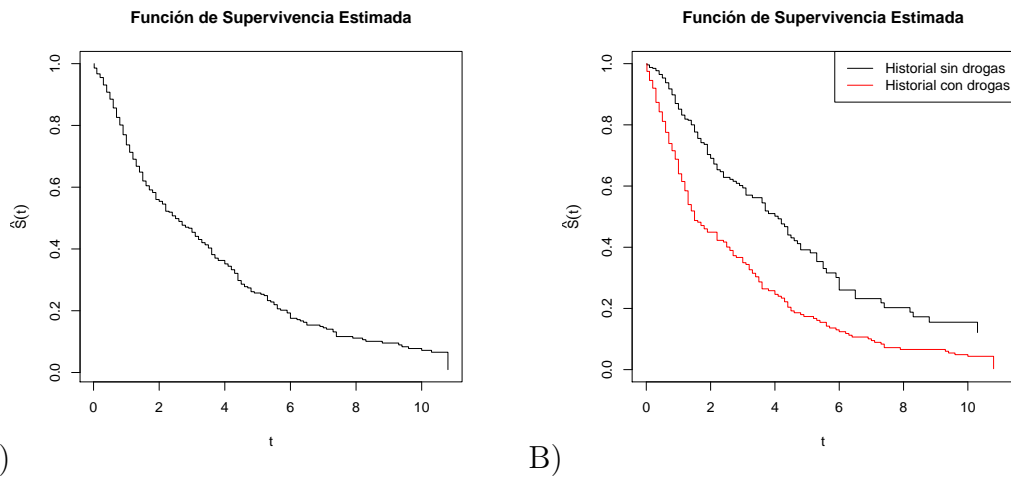 Función de Supervivencia Estimada
Ŝ(t)
1.0
0.8
0.6
0.4
0.2
0.0
0 2 4 6 8 10
t
)
Función de Supervivencia Estimada
Historial sin drogas
Historial con drogas
Ŝ(t)
1.0
0.8
0.6
0.4
0.2
0.0
0 2 4 6 8 10
t
B)